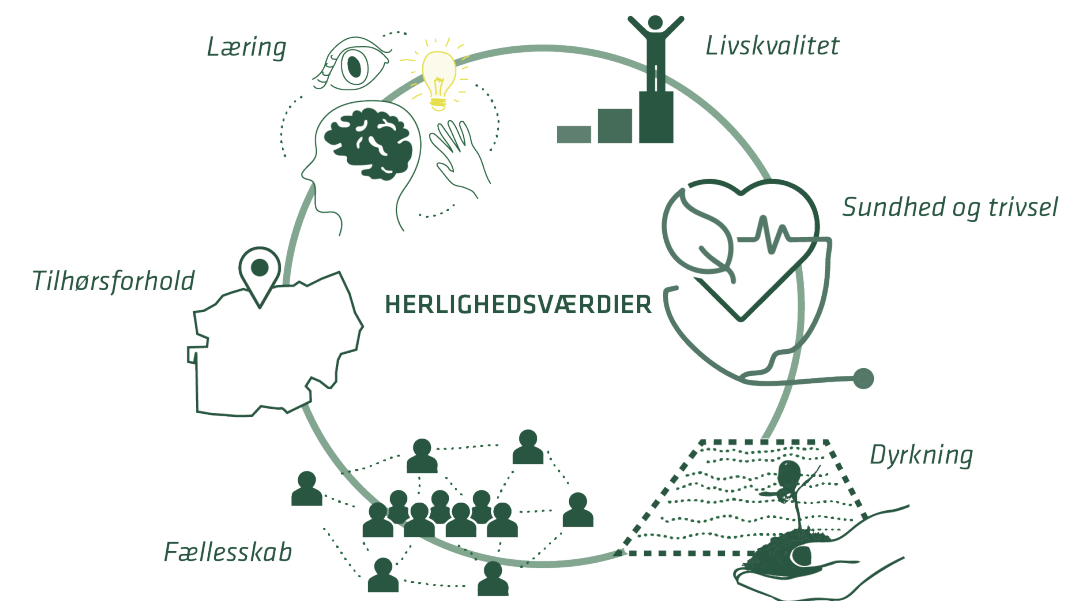 Læring
Livskvalitet
Sundhed og trivsel
Tilhørsforhold
HERLIGHEDSVÆRDIER
Dyrkning
Fællesskab